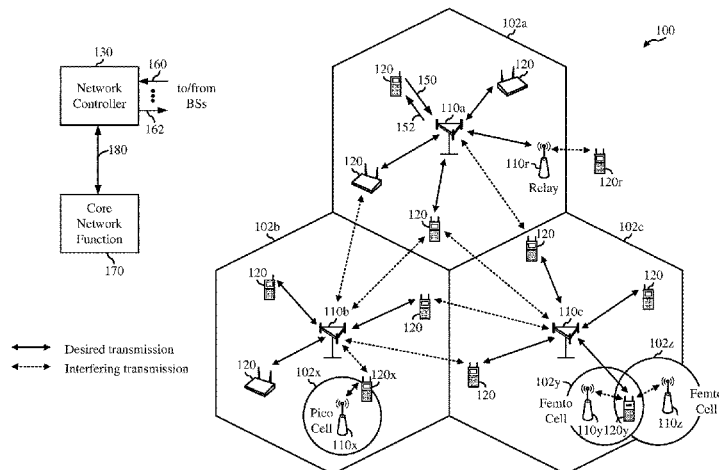 102a
100
130
160
Network
Controller
to/from
BSs
162
180
Core
Network
Function
170
120
150
120
110a
152
120
110r
Relay
120r
120
120
102b
102c
120
120
120
110b
110c
120
120
102x
120x
120
102z
102y
Pico
Cell
110x
Femto
Cell
Femto
Cell
110y
120y
110z
Desired transmission
Interfering transmission